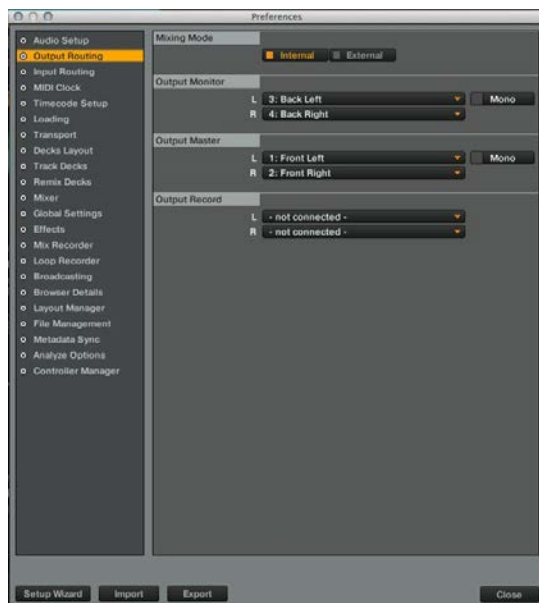 Preferences
Audio Setup
Output Routing
Input Routing
MIDI Clock
Timecode Setup
Loading
Transport
Decks Layout
Track Decks
Remix Decks
Mixer
Global Settings
Effects
Mix Recorder
Loop Recorder
Broadcasting
Browser Details
Layout Manager
File Management
Metadata Sync
Analyze Options
Controller Manager
Mixing Mode
Internal External
Output Monitor
L 3: Back Left Mono
R 4: Back Right
Output Master
L 1: Front Left Mono
R 2: Front Right
Output Record
L - not connected -
R - not connected -
Setup Wizard Import Export Close